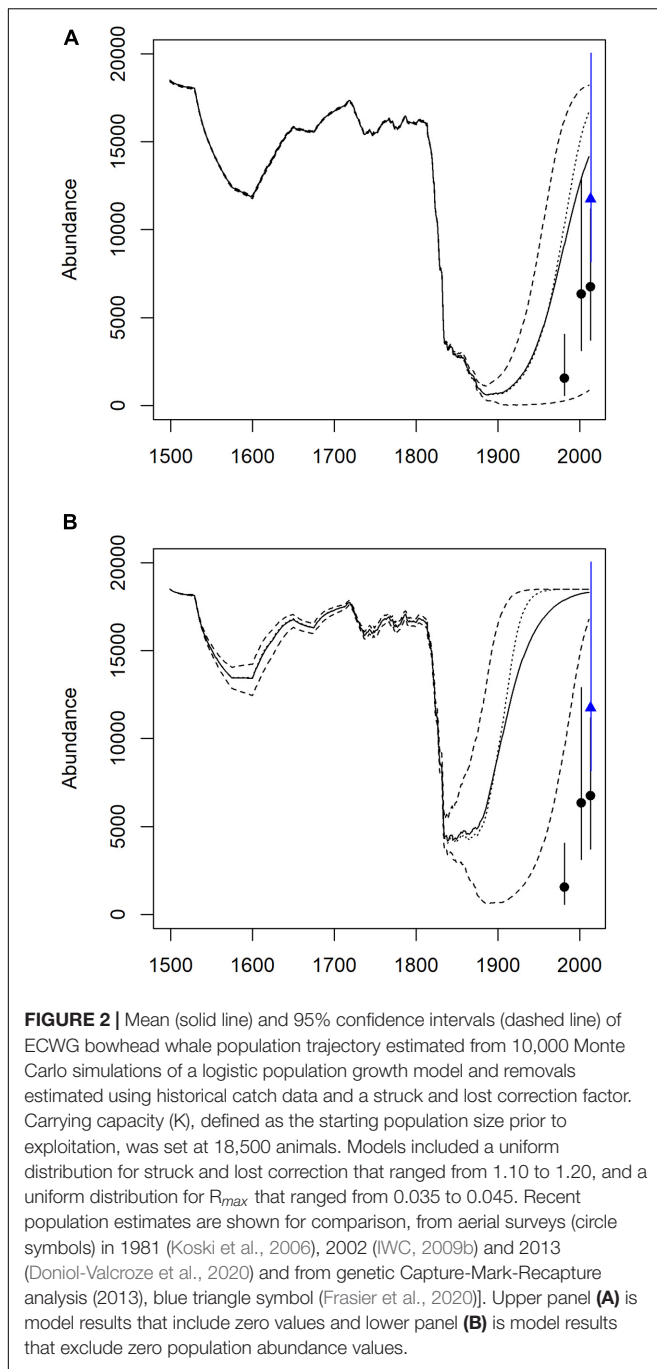 A
20000
15000
10000
5000
0
Abundance
1500 1600 1700 1800 1900 2000
B
20000
15000
10000
5000
0
Abundance
1500 1600 1700 1800 1900 2000
FIGURE 2 | Mean (solid line) and 95% confidence intervals (dashed line) of
ECWG bowhead whale population trajectory estimated from 10,000 Monte
Carlo simulations of a logistic population growth model and removals
estimated using historical catch data and a struck and lost correction factor.
Carrying capacity (K), defined as the starting population size prior to
exploitation, was set at 18,500 animals. Models included a uniform
distribution for struck and lost correction that ranged from 1.10 to 1.20, and a
uniform distribution for Rmax that ranged from 0.035 to 0.045. Recent
population estimates are shown for comparison, from aerial surveys (circle
symbols) in 1981 (Koski et al., 2006), 2002 (IWC, 2009b) and 2013
(Doniol-Valcroze et al., 2020) and from genetic Capture-Mark-Recapture
analysis (2013), blue triangle symbol (Frasier et al., 2020)]. Upper panel (A) is
model results that include zero values and lower panel (B) is model results
that exclude zero population abundance values.